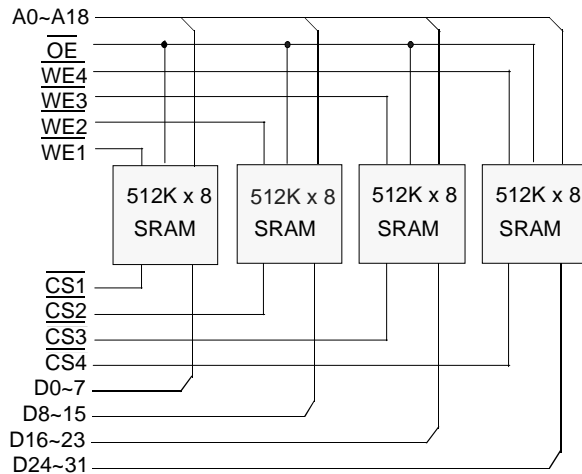 A0~A18
OE
WE4
WE3
WE2
WE1
512K x 8 SRAM
512K x 8 SRAM
512K x 8 SRAM
512K x 8 SRAM
CS1
CS2
CS3
CS4
D0~7
D8~15
D16~23
D24~31